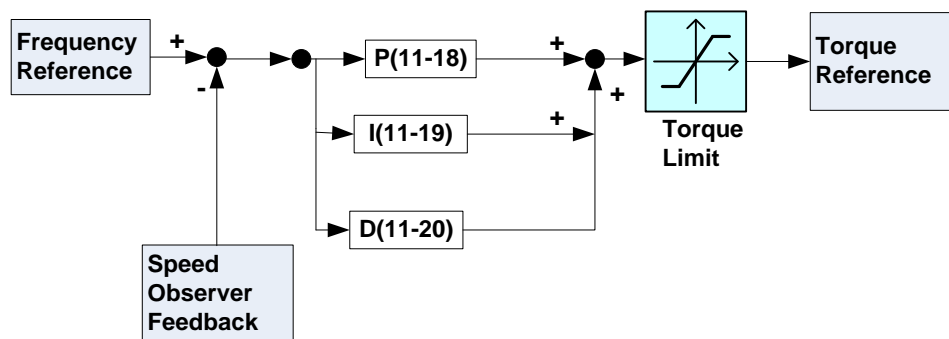 Frequency
Reference
+
-
P(11-18)
+
+
I(11-19)
+
D(11-20)
Torque
Limit
Torque
Reference
Speed
Observer
Feedback